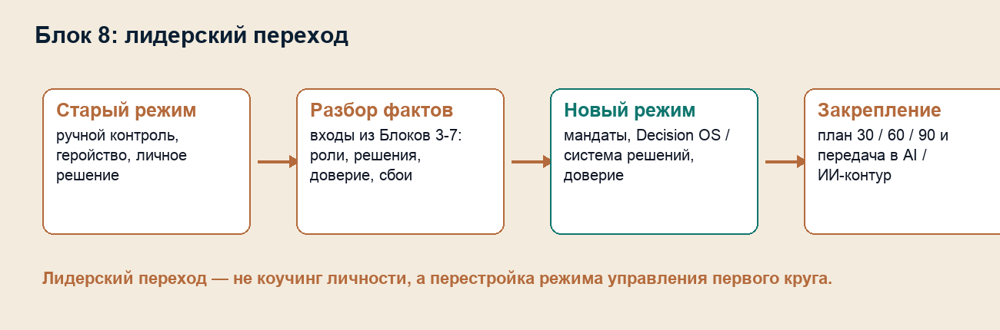 Блок 8: лидерский переход
Старый режим
ручной контроль,
геройство, личное
решение
Разбор фактов
входы из Блоков 3-7:
роли, решения,
доверие, сбои
Новый режим
мандаты, Decision OS /
система решений,
доверие
Закрепление
план 30 / 60 / 90 и
передача в AI /
ИИ-контур
Лидерский переход — не коучинг личности, а перестройка режима управления первого круга.